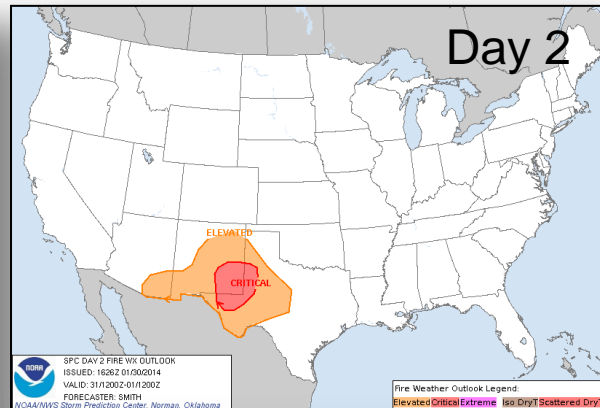 Day 2
ELEVATED
CRITICAL
NOAA
SPC DAY 2 FIRE WX OUTLOOK
ISSUED: 1626Z 01/30/2014
VALID: 31/1200Z-01/1200Z
FORECASTER: SMITH
NOAA/NWS Storm Prediction Center, Norman, Oklahoma
Fire Weather Outlook Legend:
Elevated Critical Extreme Iso DryT Scattered DryT